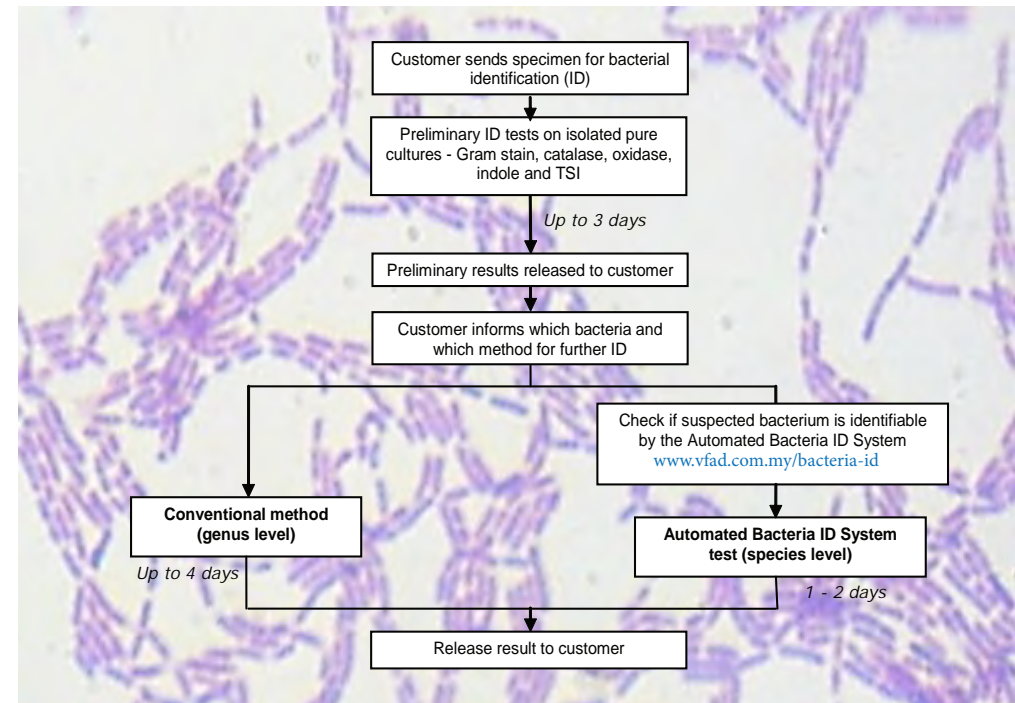 Customer sends specimen for bacterial
identification (ID)
Preliminary ID tests on isolated pure
cultures - Gram stain, catalase, oxidase,
indole and TSI
Up to 3 days
Preliminary results released to customer
Customer informs which bacteria and
which method for further ID
Check if suspected bacterium is identifiable
by the Automated Bacteria ID System
www.vfad.com.my/bacteria-id
Conventional method
(genus level)
Up to 4 days
Automated Bacteria ID System
test (species level)
1 - 2 days
Release result to customer